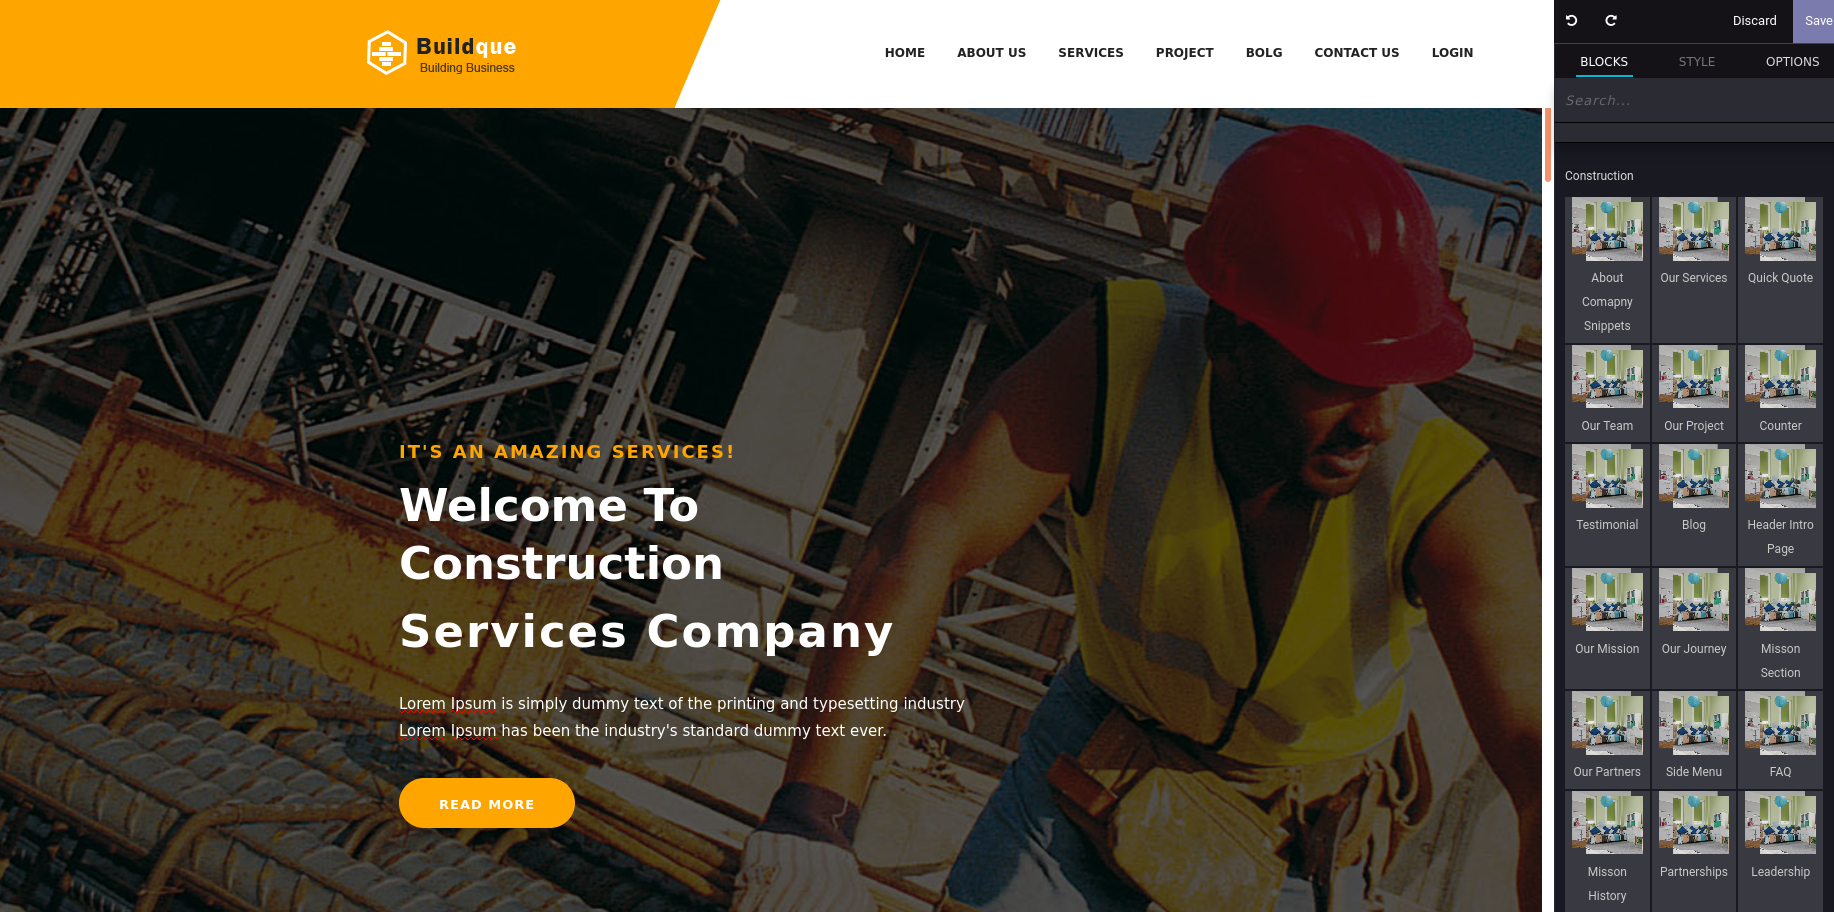 Buildque
Building Business
HOME ABOUT US SERVICES PROJECT BOLG CONTACT US LOGIN
Discard Save
BLOCKS STYLE OPTIONS
Search...
Construction
IT'S AN AMAZING SERVICES!
Welcome To
Construction
Services Company
Lorem Ipsum is simply dummy text of the printing and typesetting industry
Lorem Ipsum has been the industry's standard dummy text ever.
READ MORE
About Comapny Snippets
Our Services
Quick Quote
Our Team
Our Project
Counter
Testimonial
Blog
Header Intro Page
Our Mission
Our Journey
Misson Section
Our Partners
Side Menu
FAQ
Misson History
Partnerships
Leadership